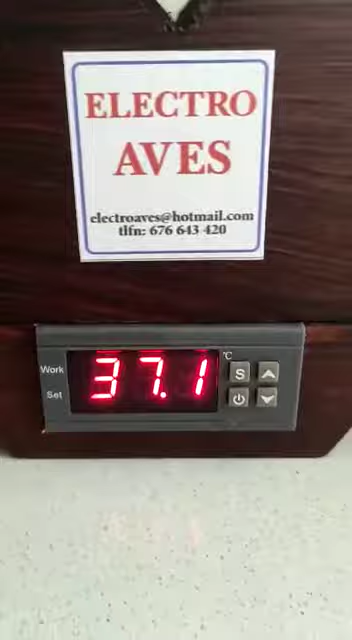 ELECTRO
AVES
electroaves@hotmail.com
tlfn: 676 643 420
Work
Set
37.1
°C
S